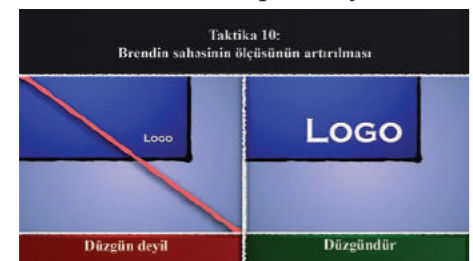 Taktika 10:
Brendin sahəsinin ölçüsünün artırılması
LOGO
LOGO
Düzgün deyil
Düzgündür